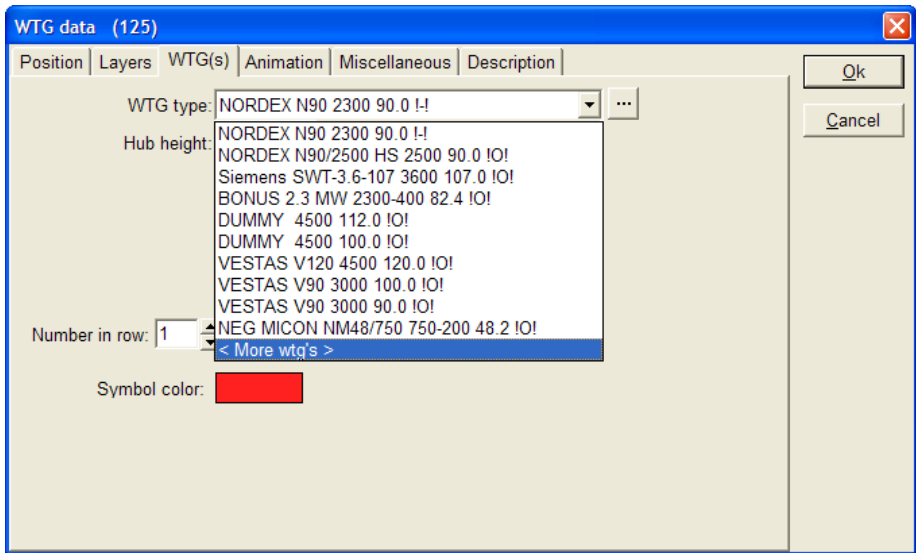 WTG data (125)
Position Layers WTG(s) Animation Miscellaneous Description
Ok
Cancel
WTG type: NORDEX N90 2300 90.0 !-! ...
Hub height:
NORDEX N90 2300 90.0 !-!
NORDEX N90/2500 HS 2500 90.0 !O!
Siemens SWT-3.6-107 3600 107.0 !O!
BONUS 2.3 MW 2300-400 82.4 !O!
DUMMY 4500 112.0 !O!
DUMMY 4500 100.0 !O!
VESTAS V120 4500 120.0 !O!
VESTAS V90 3000 100.0 !O!
VESTAS V90 3000 90.0 !O!
NEG MICON NM48/750 750-200 48.2 !O!
< More wtg's >
Number in row: 1
Symbol color: